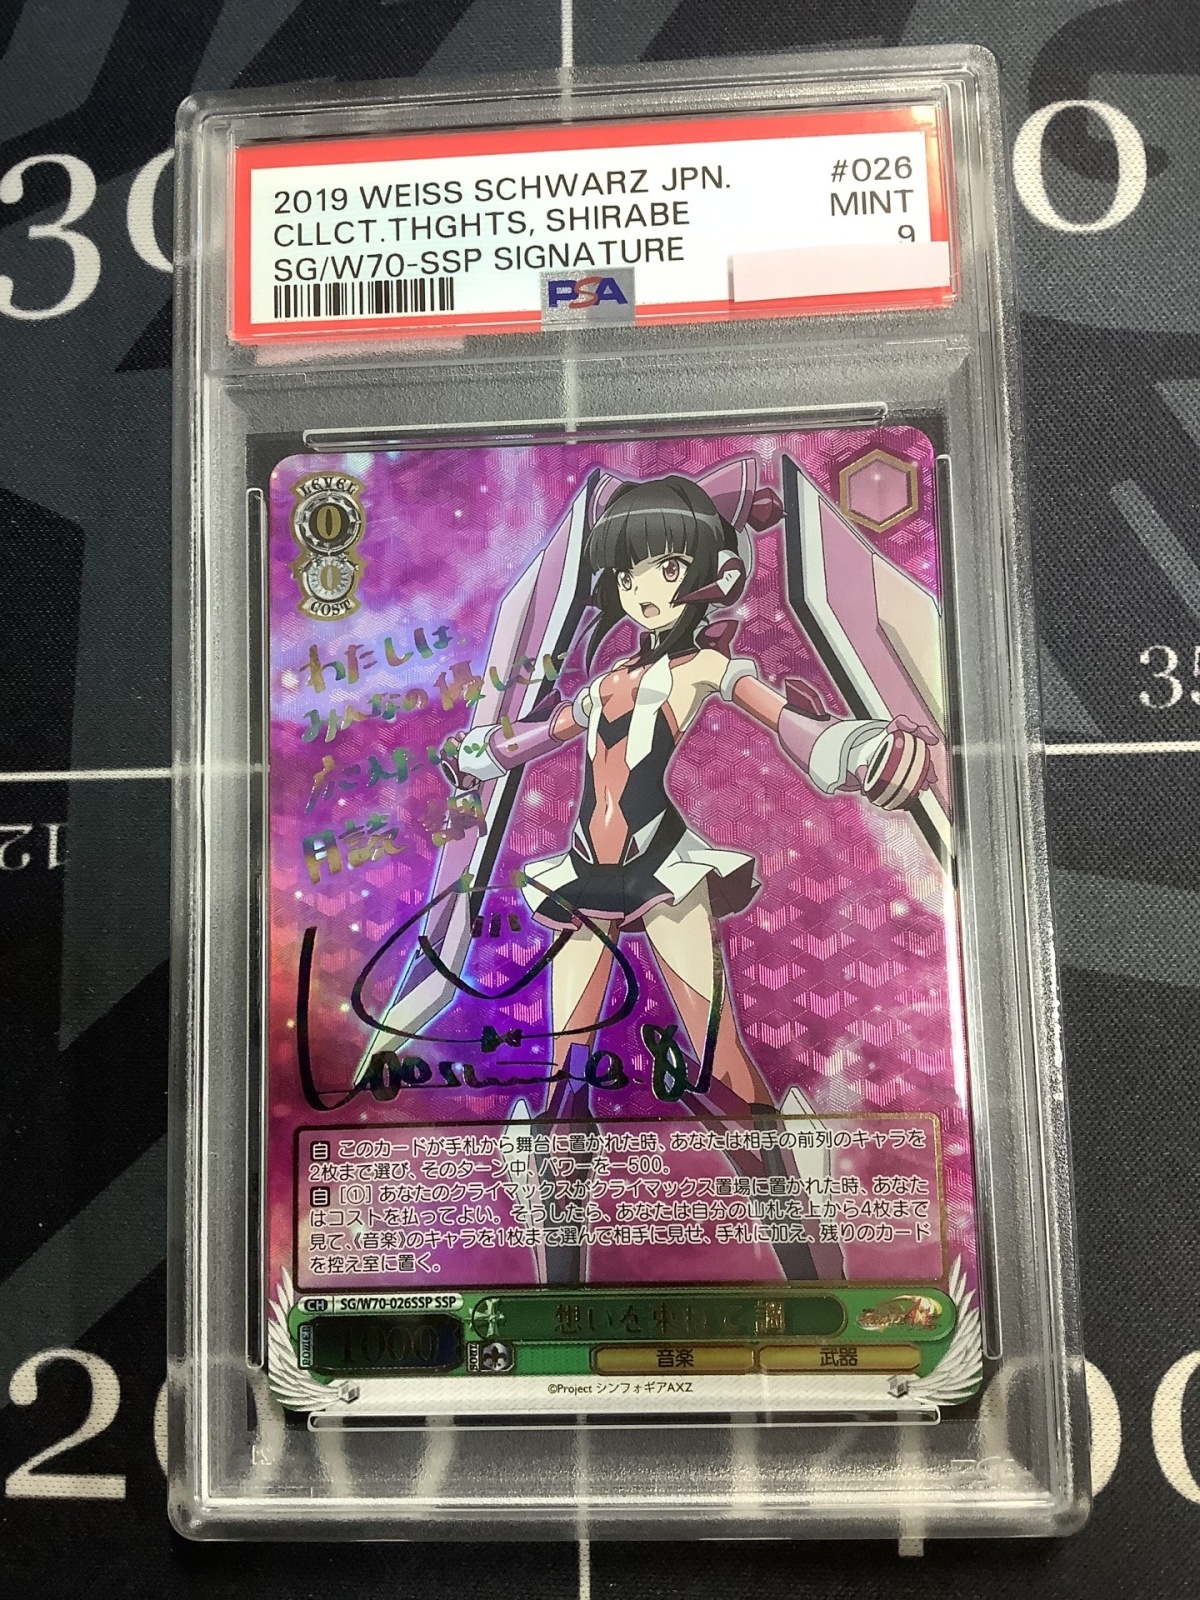 2019 WEISS SCHWARZ JPN.
#026
CLLCT.THGHTS, SHIRABE
MINT
SG/W70-SSP SIGNATURE
9
PSA
LEVEL
0
0
COST
わたしは、
みんなの優しさに
応えたいッ!
月読 調
自 このカードが手札から舞台に置かれた時、あなたは相手の前列のキャラを
2枚まで選び、そのターン中、パワーを−500。
自 [①] あなたのクライマックスがクライマックス置場に置かれた時、あなた
はコストを払ってよい。そうしたら、あなたは自分の山札を上から4枚まで
見て、《音楽》のキャラを1枚まで選んで相手に見せ、手札に加え、残りのカード
を控え室に置く。
CH SG/W70-026SSP SSP
想いを束ねて 調
1000
音楽
武器
©Project シンフォギアAXZ
30
0
35
12
20
00